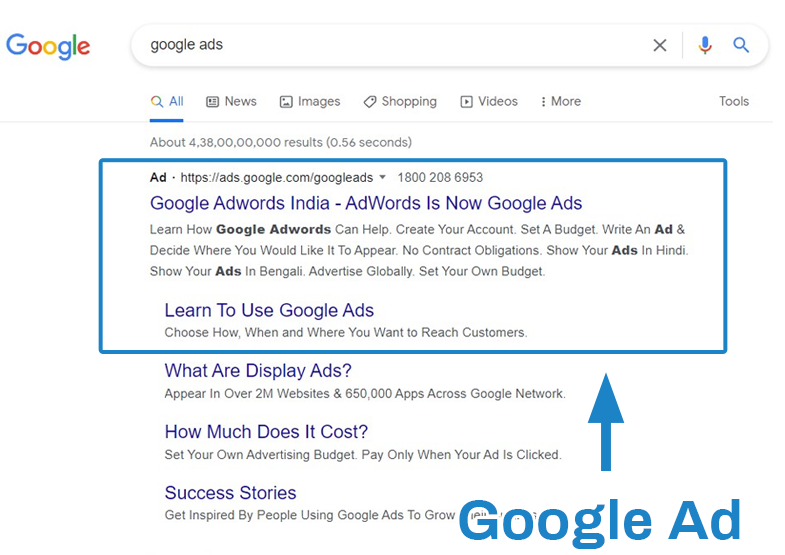 Google
google ads
All News Images Shopping Videos More Tools
About 4,38,00,00,000 results (0.56 seconds)
Ad · https://ads.google.com/googleads 1800 208 6953
Google Adwords India - AdWords Is Now Google Ads
Learn How Google Adwords Can Help. Create Your Account. Set A Budget. Write An Ad &
Decide Where You Would Like It To Appear. No Contract Obligations. Show Your Ads In Hindi.
Show Your Ads In Bengali. Advertise Globally. Set Your Own Budget.
Learn To Use Google Ads
Choose How, When and Where You Want to Reach Customers.
What Are Display Ads?
Appear In Over 2M Websites & 650,000 Apps Across Google Network.
How Much Does It Cost?
Set Your Own Advertising Budget. Pay Only When Your Ad Is Clicked.
Success Stories
Get Inspired By People Using Google Ads To Grow
Google Ad